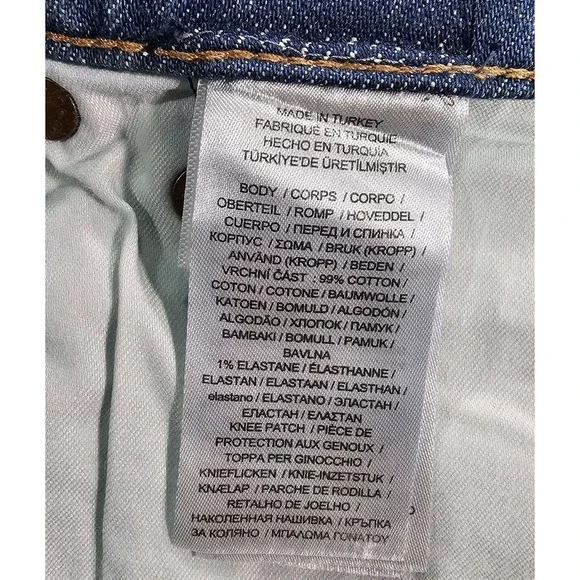 MADE IN TURKEY
FABRIQUE EN TURQUIE
HECHO EN TURQUIA
TÜRKİYE'DE ÜRETİLMİŞTİR
BODY / CORPS / CORPO /
OBERTEIL / ROMP / HOVEDDEL /
CUERPO / ПЕРЕД И СПИНКА /
КОРПУС / ΣΩΜΑ / BRUK (KROPP) /
ANVÄND (KROPP) / BEDEN /
VRCHNÍ ČÁST : 99% COTTON /
COTON / COTONE / BAUMWOLLE /
KATOEN / BOMULD / ALGODÓN /
ALGODÃO / ХЛОПОК / ПАМУК /
ΒΑΜΒΑΚΙ / BOMULL / PAMUK /
BAVLNA
1% ELASTANE / ÉLASTHANNE /
ELASTAN / ELASTAAN / ELASTHAN /
elastano / ELASTANO / ЭЛАСТАН /
ЕЛАСТАН / ΕΛΑΣΤΑΝ
KNEE PATCH / PIÈCE DE
PROTECTION AUX GENOUX /
TOPPA PER GINOCCHIO /
KNIEFLICKEN / KNIE-INZETSTUK /
KNÆLAP / PARCHE DE RODILLA /
RETALHO DE JOELHO /
НАКОЛЕННАЯ НАШИВКА / КРЪПКА
ЗА КОЛЯНО / ΜΠΑΛΩΜΑ ΓΟΝΑΤΟΥ